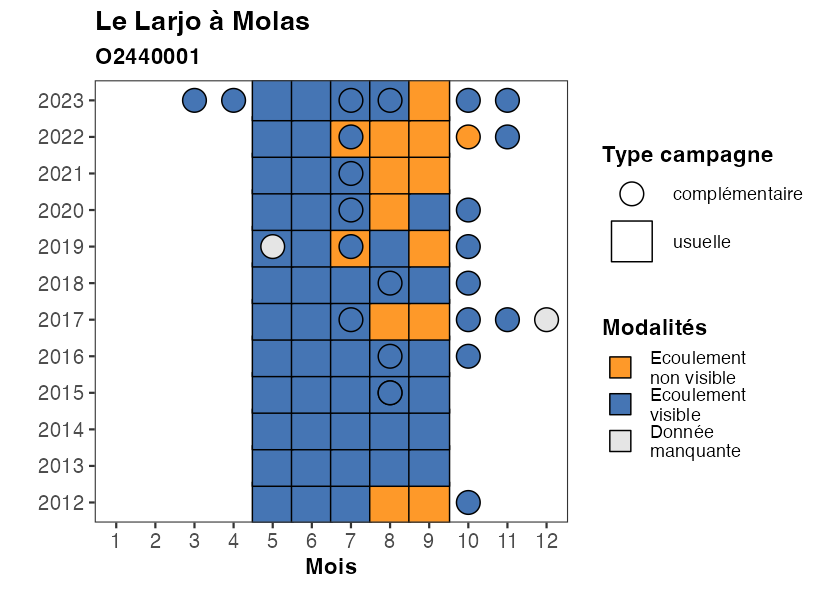 Le Larjo à Molas
O2440001
2023
2022
2021
2020
2019
2018
2017
2016
2015
2014
2013
2012
1 2 3 4 5 6 7 8 9 10 11 12
Mois
Type campagne
complémentaire
usuelle
Modalités
Ecoulement
non visible
Ecoulement
visible
Donnée
manquante